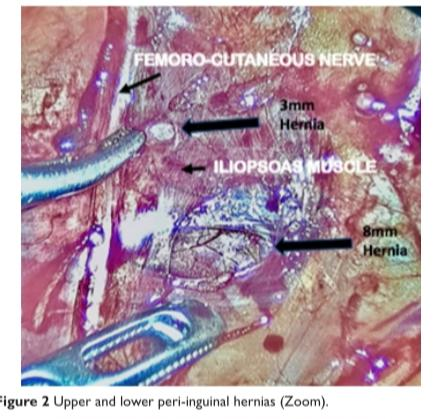 FEMORO-CUTANEOUS NERVE
3mm
Hernia
ILIOPSOAS MUSCLE
8mm
Hernia
Figure 2 Upper and lower peri-inguinal hernias (Zoom).